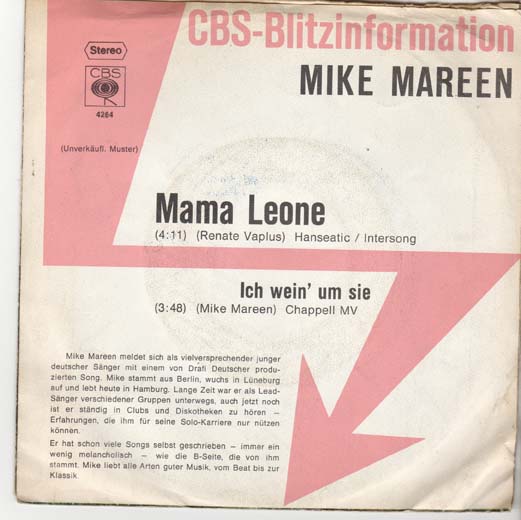 CBS-Blitzinformation
Stereo
CBS
4264
MIKE MAREEN
(Unverkäufl. Muster)
Mama Leone
(4:11) (Renate Vaplus) Hanseatic / Intersong
Ich wein' um sie
(3:48) (Mike Mareen) Chappell MV
Mike Mareen meldet sich als vielversprechender junger
deutscher Sänger mit einem von Drafi Deutscher produ-
zierten Song. Mike stammt aus Berlin, wuchs in Lüneburg
auf und lebt heute in Hamburg. Lange Zeit war er als Lead-
Sänger verschiedener Gruppen unterwegs, auch jetzt noch
ist er ständig in Clubs und Diskotheken zu hören –
Erfahrungen, die ihm für seine Solo-Karriere nur nützen
können.
Er hat schon viele Songs selbst geschrieben – immer ein
wenig melancholisch – wie die B-Seite, die von ihm
stammt. Mike liebt alle Arten guter Musik, vom Beat bis zur
Klassik.